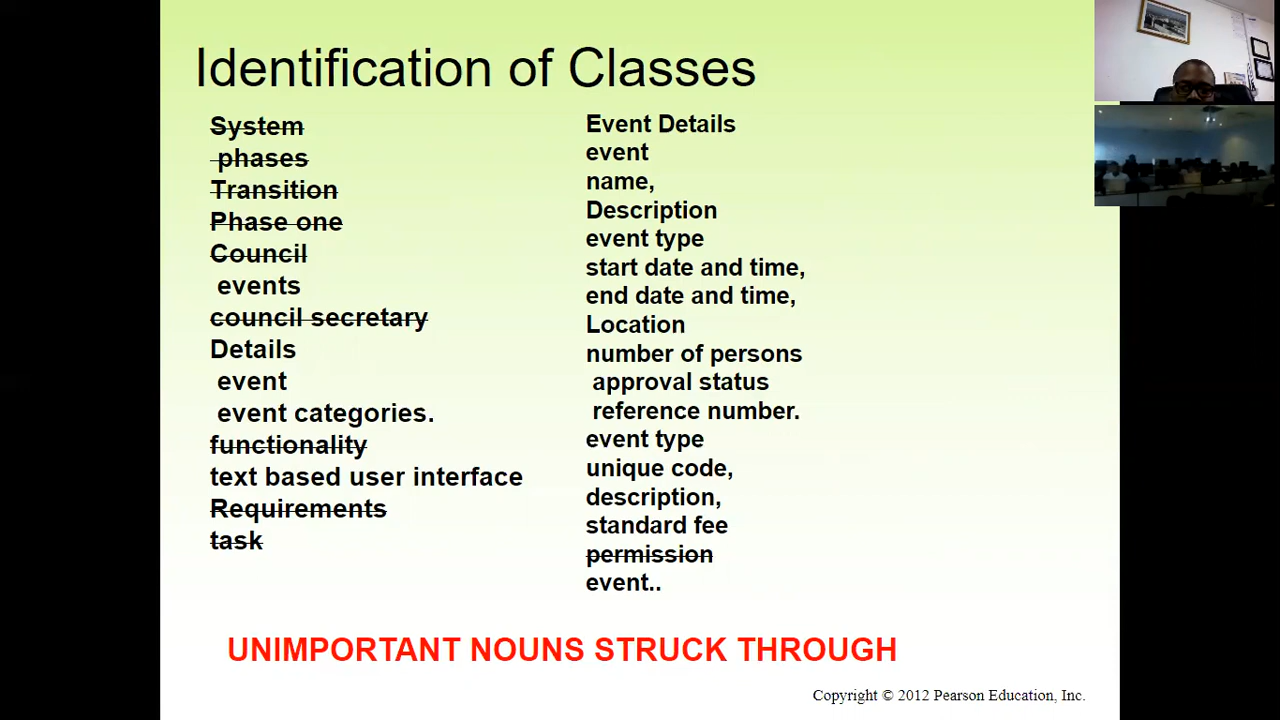 Identification of Classes
System
phases
Transition
Phase one
Council
events
council secretary
Details
event
event categories.
functionality
text based user interface
Requirements
task
Event Details
event
name,
Description
event type
start date and time,
end date and time,
Location
number of persons
approval status
reference number.
event type
unique code,
description,
standard fee
permission
event..
UNIMPORTANT NOUNS STRUCK THROUGH
Copyright © 2012 Pearson Education, Inc.